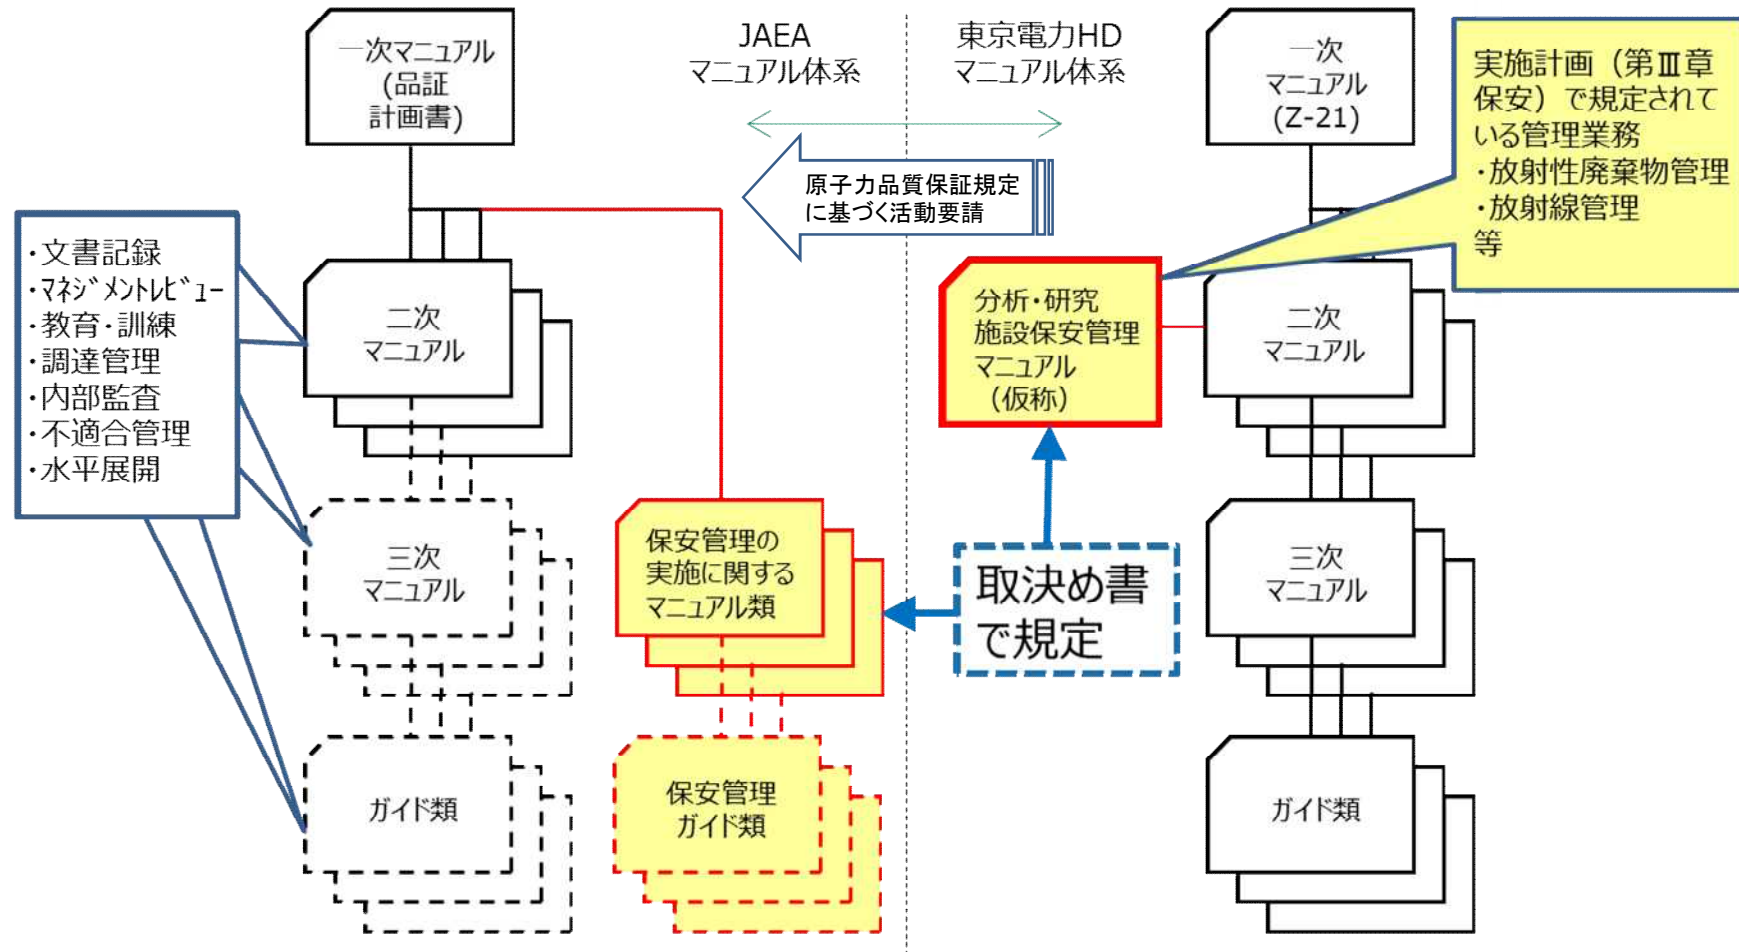 一次マニュアル
(品証
計画書)
JAEA
マニュアル体系
東京電力HD
マニュアル体系
一次
マニュアル
(Z-21)
実施計画（第Ⅲ章
保安）で規定されて
いる管理業務
・放射性廃棄物管理
・放射線管理
等
原子力品質保証規定
に基づく活動要請
・文書記録
・ﾏﾈｼﾞﾒﾝﾄﾚﾋﾞｭｰ
・教育・訓練
・調達管理
・内部監査
・不適合管理
・水平展開
二次
マニュアル
分析・研究
施設保安管理
マニュアル
（仮称）
二次
マニュアル
三次
マニュアル
保安管理の
実施に関する
マニュアル類
取決め書
で規定
三次
マニュアル
ガイド類
保安管理
ガイド類
ガイド類